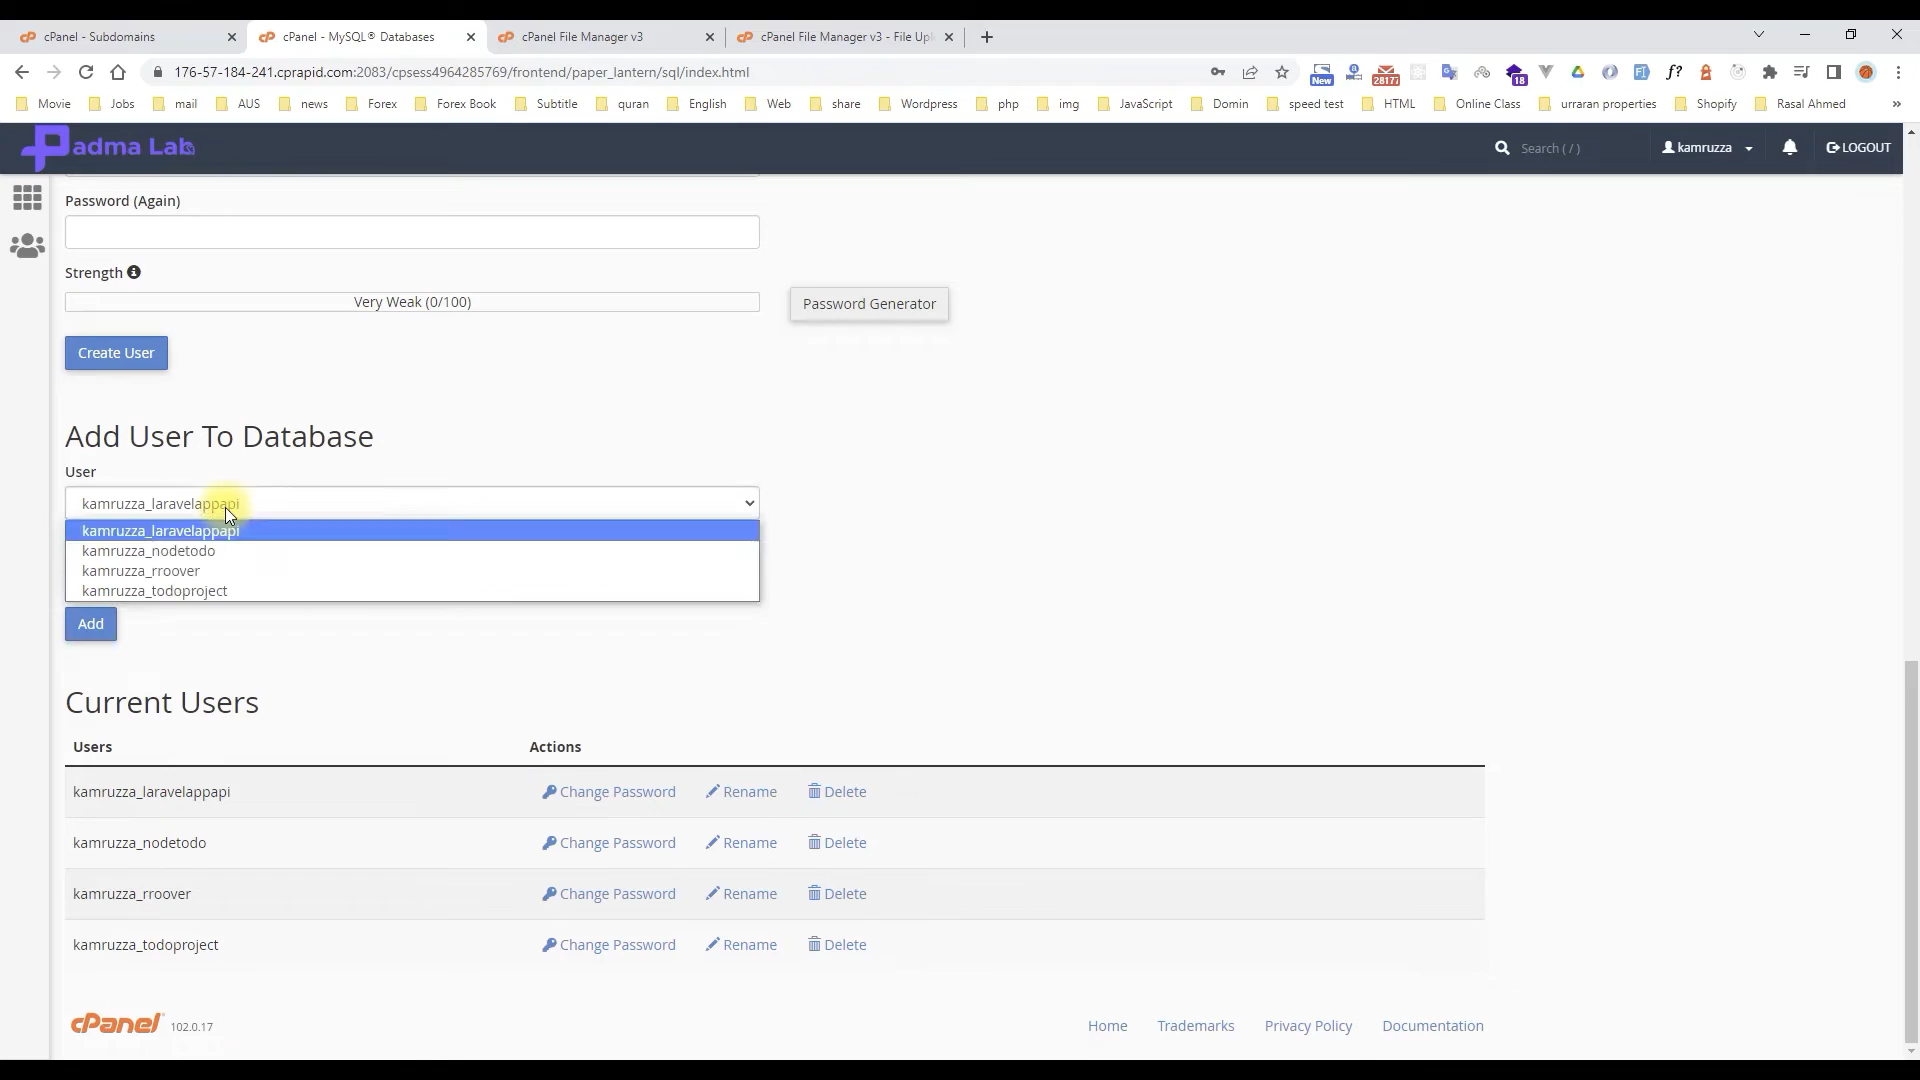 cPanel - Subdomains
cPanel - MySQL® Databases
cPanel File Manager v3
cPanel File Manager v3 - File Upl
176-57-184-241.cprapid.com:2083/cpsess4964285769/frontend/paper_lantern/sql/index.html
New
28177
18
f?
Movie
Jobs
mail
AUS
news
Forex
Forex Book
Subtitle
quran
English
Web
share
Wordpress
php
img
JavaScript
Domin
speed test
HTML
Online Class
urraran properties
Shopify
Rasal Ahmed
Padma Lab
Search ( / )
kamruzza
LOGOUT
Password (Again)
Strength
Very Weak (0/100)
Password Generator
Create User
Add User To Database
User
kamruzza_laravelappapi
kamruzza_laravelappapi
kamruzza_nodetodo
kamruzza_rroover
kamruzza_todoproject
Add
Current Users
Users Actions
kamruzza_laravelappapi Change Password Rename Delete
kamruzza_nodetodo Change Password Rename Delete
kamruzza_rroover Change Password Rename Delete
kamruzza_todoproject Change Password Rename Delete
cPanel 102.0.17
Home
Trademarks
Privacy Policy
Documentation